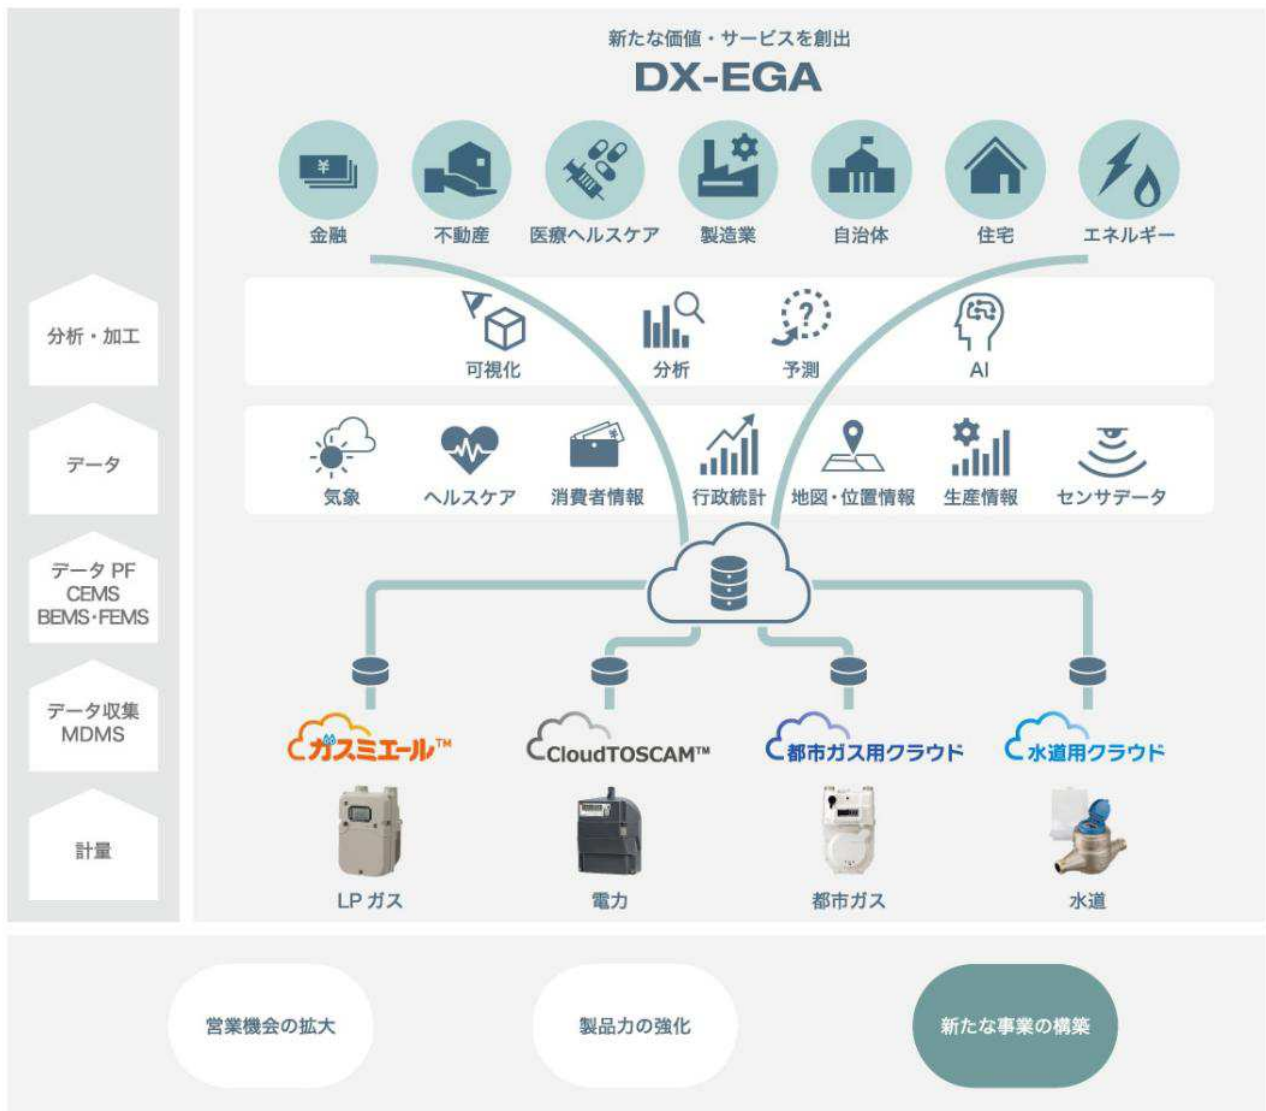 新たな価値・サービスを創出
DX-EGA
金融
不動産
医療ヘルスケア
製造業
自治体
住宅
エネルギー
分析・加工
可視化
分析
予測
AI
データ
気象
ヘルスケア
消費者情報
行政統計
地図・位置情報
生産情報
センサデータ
データ PF
CEMS
BEMS・FEMS
データ収集
MDMS
ガスミエール™
CloudTOSCAM™
都市ガス用クラウド
水道用クラウド
計量
LP ガス
電力
都市ガス
水道
営業機会の拡大
製品力の強化
新たな事業の構築